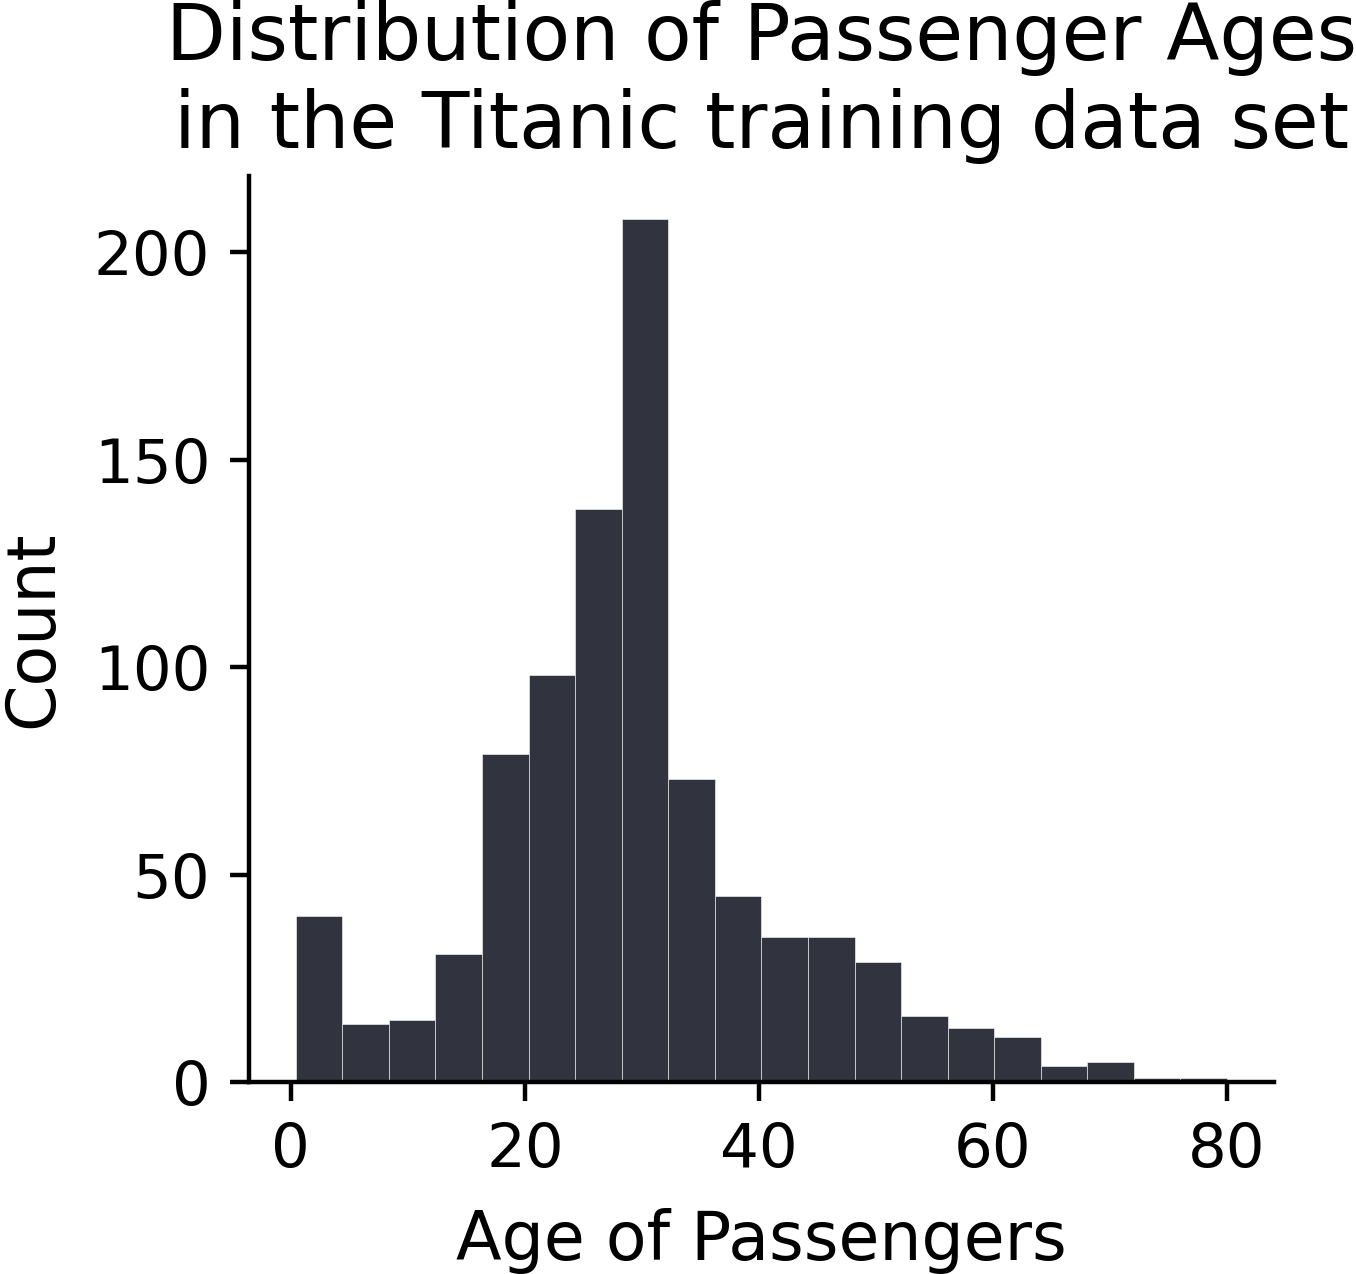 Distribution of Passenger Ages
in the Titanic training data set
200
150
100
50
0
Count
0 20 40 60 80
Age of Passengers